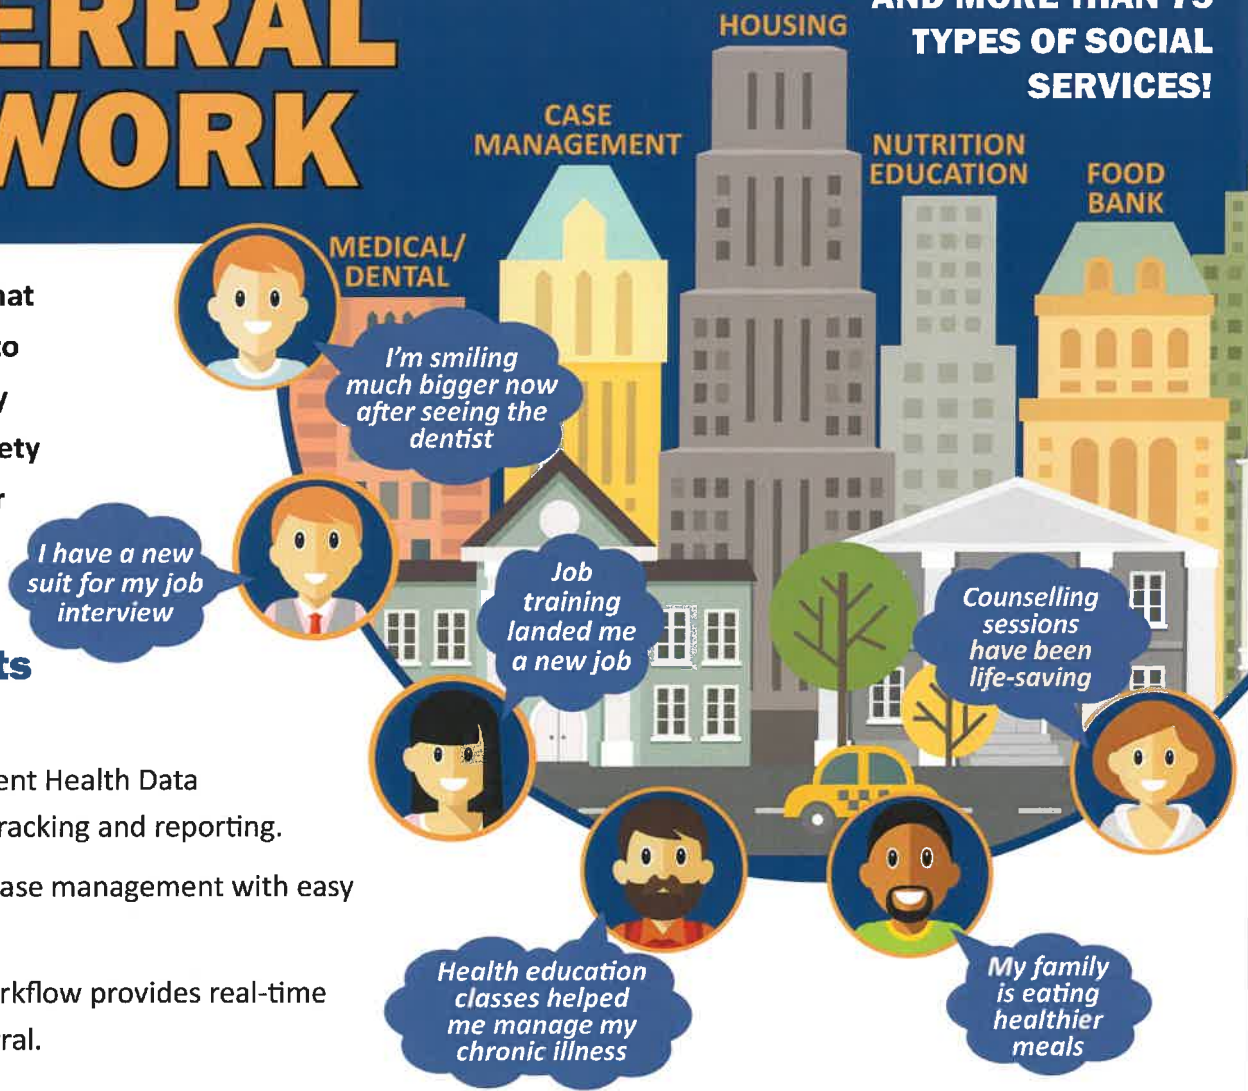 ERRAL
WORK
AND MORE THAN 75
TYPES OF SOCIAL
SERVICES!
HOUSING
CASE
MANAGEMENT
NUTRITION
EDUCATION
FOOD
BANK
MEDICAL/
DENTAL
hat
to
y
ety
r
I'm smiling
much bigger now
after seeing the
dentist
I have a new
suit for my job
interview
Job
training
landed me
a new job
Counselling
sessions
have been
life-saving
ts
ent Health Data
racking and reporting.
ase management with easy
rkflow provides real-time
ral.
Health education
classes helped
me manage my
chronic illness
My family
is eating
healthier
meals